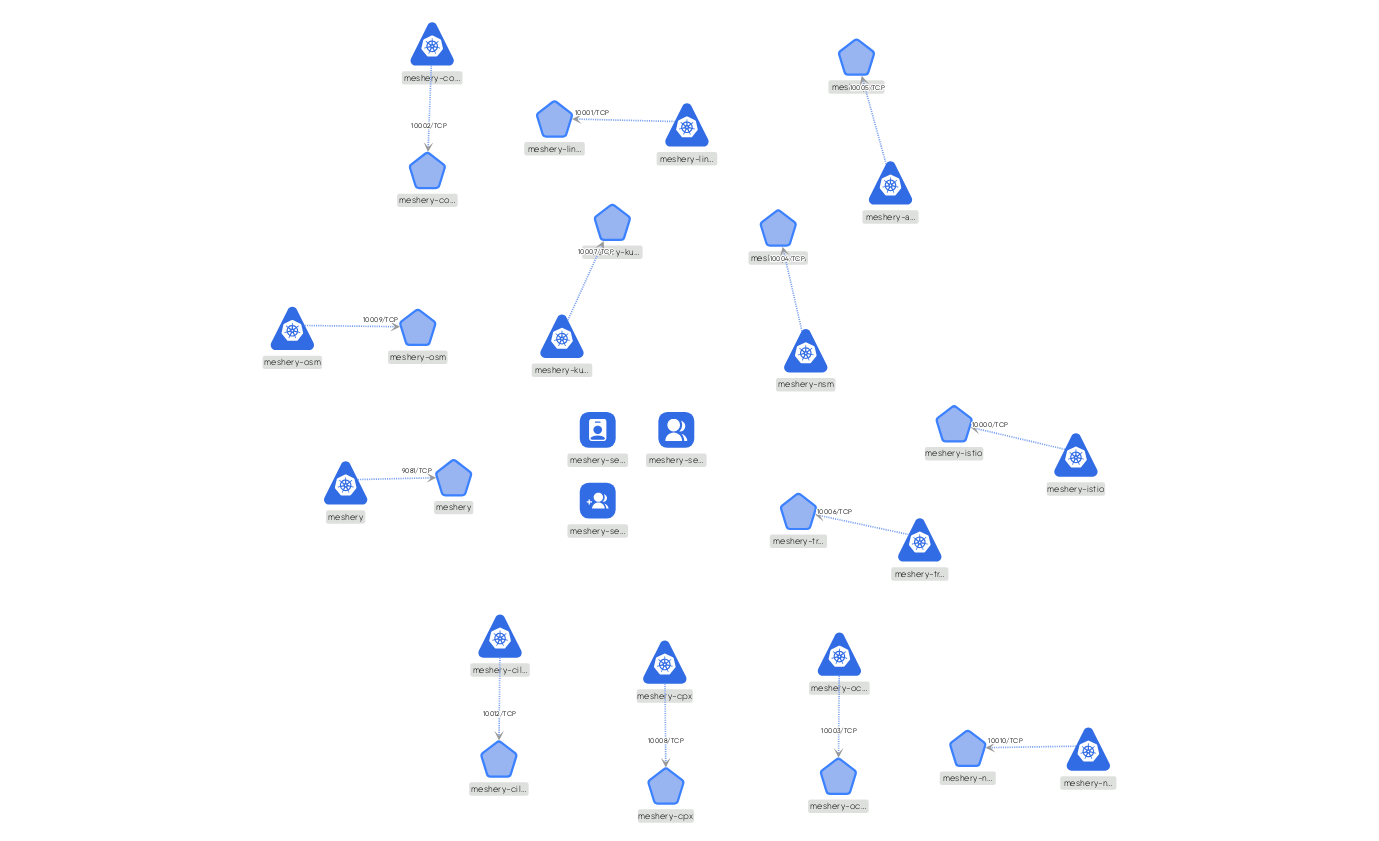 meshery-co...
10002/TCP
meshery-co...
10001/TCP
meshery-lin...
meshery-lin...
10005/TCP
meshery-a...
10007/TCP
meshery-ku...
10004/TCP
meshery-nsm
10009/TCP
meshery-osm
meshery-osm
meshery-se...
meshery-se...
meshery-se...
9081/TCP
meshery
meshery
10000/TCP
meshery-istio
meshery-istio
10006/TCP
meshery-tr...
meshery-tr...
meshery-cil...
10012/TCP
meshery-cil...
meshery-cpx
10008/TCP
meshery-cpx
meshery-oc...
10003/TCP
meshery-oc...
10010/TCP
meshery-n...
meshery-n...